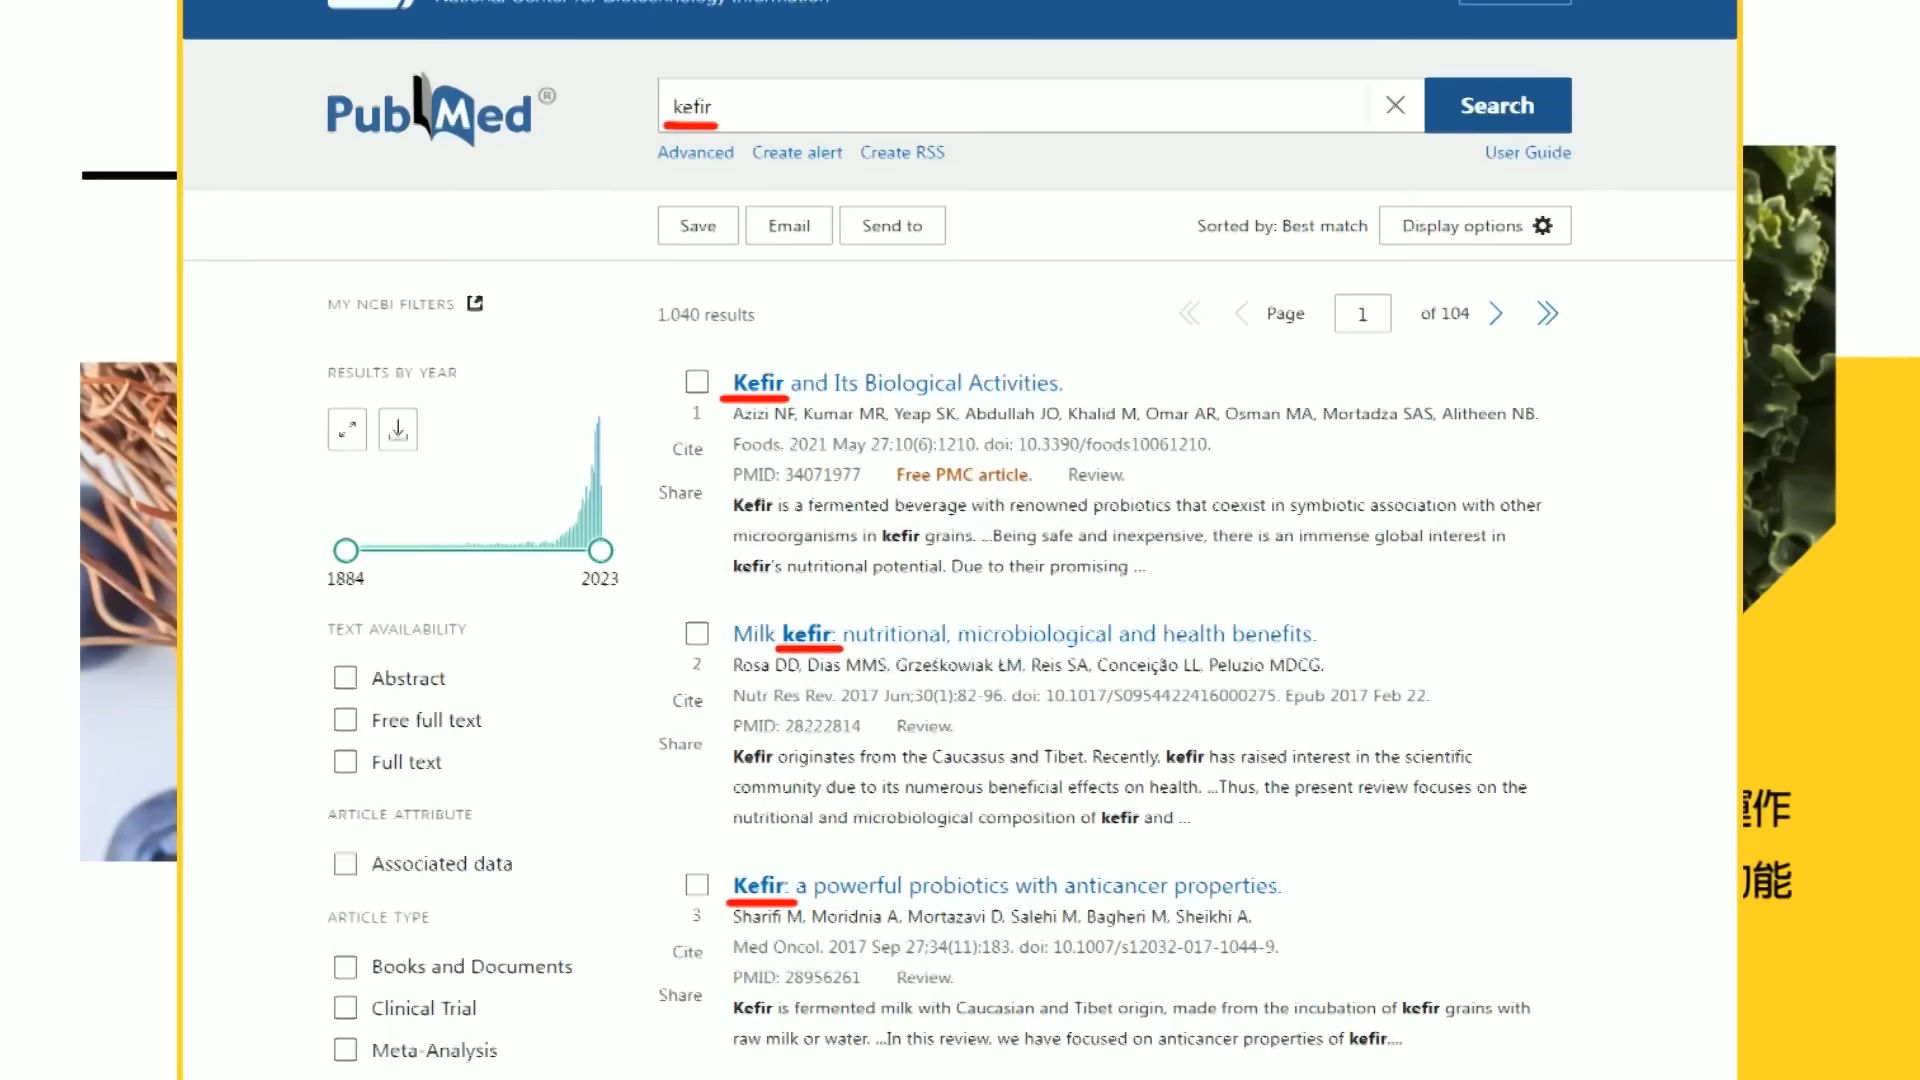 National Center for Biotechnology Information
PubMed®
kefir
Search
Advanced Create alert Create RSS
User Guide
Save Email Send to
Sorted by: Best match
Display options
MY NCBI FILTERS
1,040 results
Page 1 of 104
RESULTS BY YEAR
1884
2023
TEXT AVAILABILITY
Abstract
Free full text
Full text
ARTICLE ATTRIBUTE
Associated data
ARTICLE TYPE
Books and Documents
Clinical Trial
Meta-Analysis
Kefir and Its Biological Activities.
1
Cite
Share
Azizi NF, Kumar MR, Yeap SK, Abdullah JO, Khalid M, Omar AR, Osman MA, Mortadza SAS, Alitheen NB.
Foods. 2021 May 27;10(6):1210. doi: 10.3390/foods10061210.
PMID: 34071977 Free PMC article. Review.
Kefir is a fermented beverage with renowned probiotics that coexist in symbiotic association with other
microorganisms in kefir grains. ...Being safe and inexpensive, there is an immense global interest in
kefir's nutritional potential. Due to their promising ...
Milk kefir: nutritional, microbiological and health benefits.
2
Cite
Share
Rosa DD, Dias MMS, Grześkowiak ŁM, Reis SA, Conceição LL, Peluzio MDCG.
Nutr Res Rev. 2017 Jun;30(1):82-96. doi: 10.1017/S0954422416000275. Epub 2017 Feb 22.
PMID: 28222814 Review.
Kefir originates from the Caucasus and Tibet. Recently, kefir has raised interest in the scientific
community due to its numerous beneficial effects on health. ...Thus, the present review focuses on the
nutritional and microbiological composition of kefir and ...
Kefir: a powerful probiotics with anticancer properties.
3
Cite
Share
Sharifi M, Moridnia A, Mortazavi D, Salehi M, Bagheri M, Sheikhi A.
Med Oncol. 2017 Sep 27;34(11):183. doi: 10.1007/s12032-017-1044-9.
PMID: 28956261 Review.
Kefir is fermented milk with Caucasian and Tibet origin, made from the incubation of kefir grains with
raw milk or water. ...In this review, we have focused on anticancer properties of kefir....
作
能